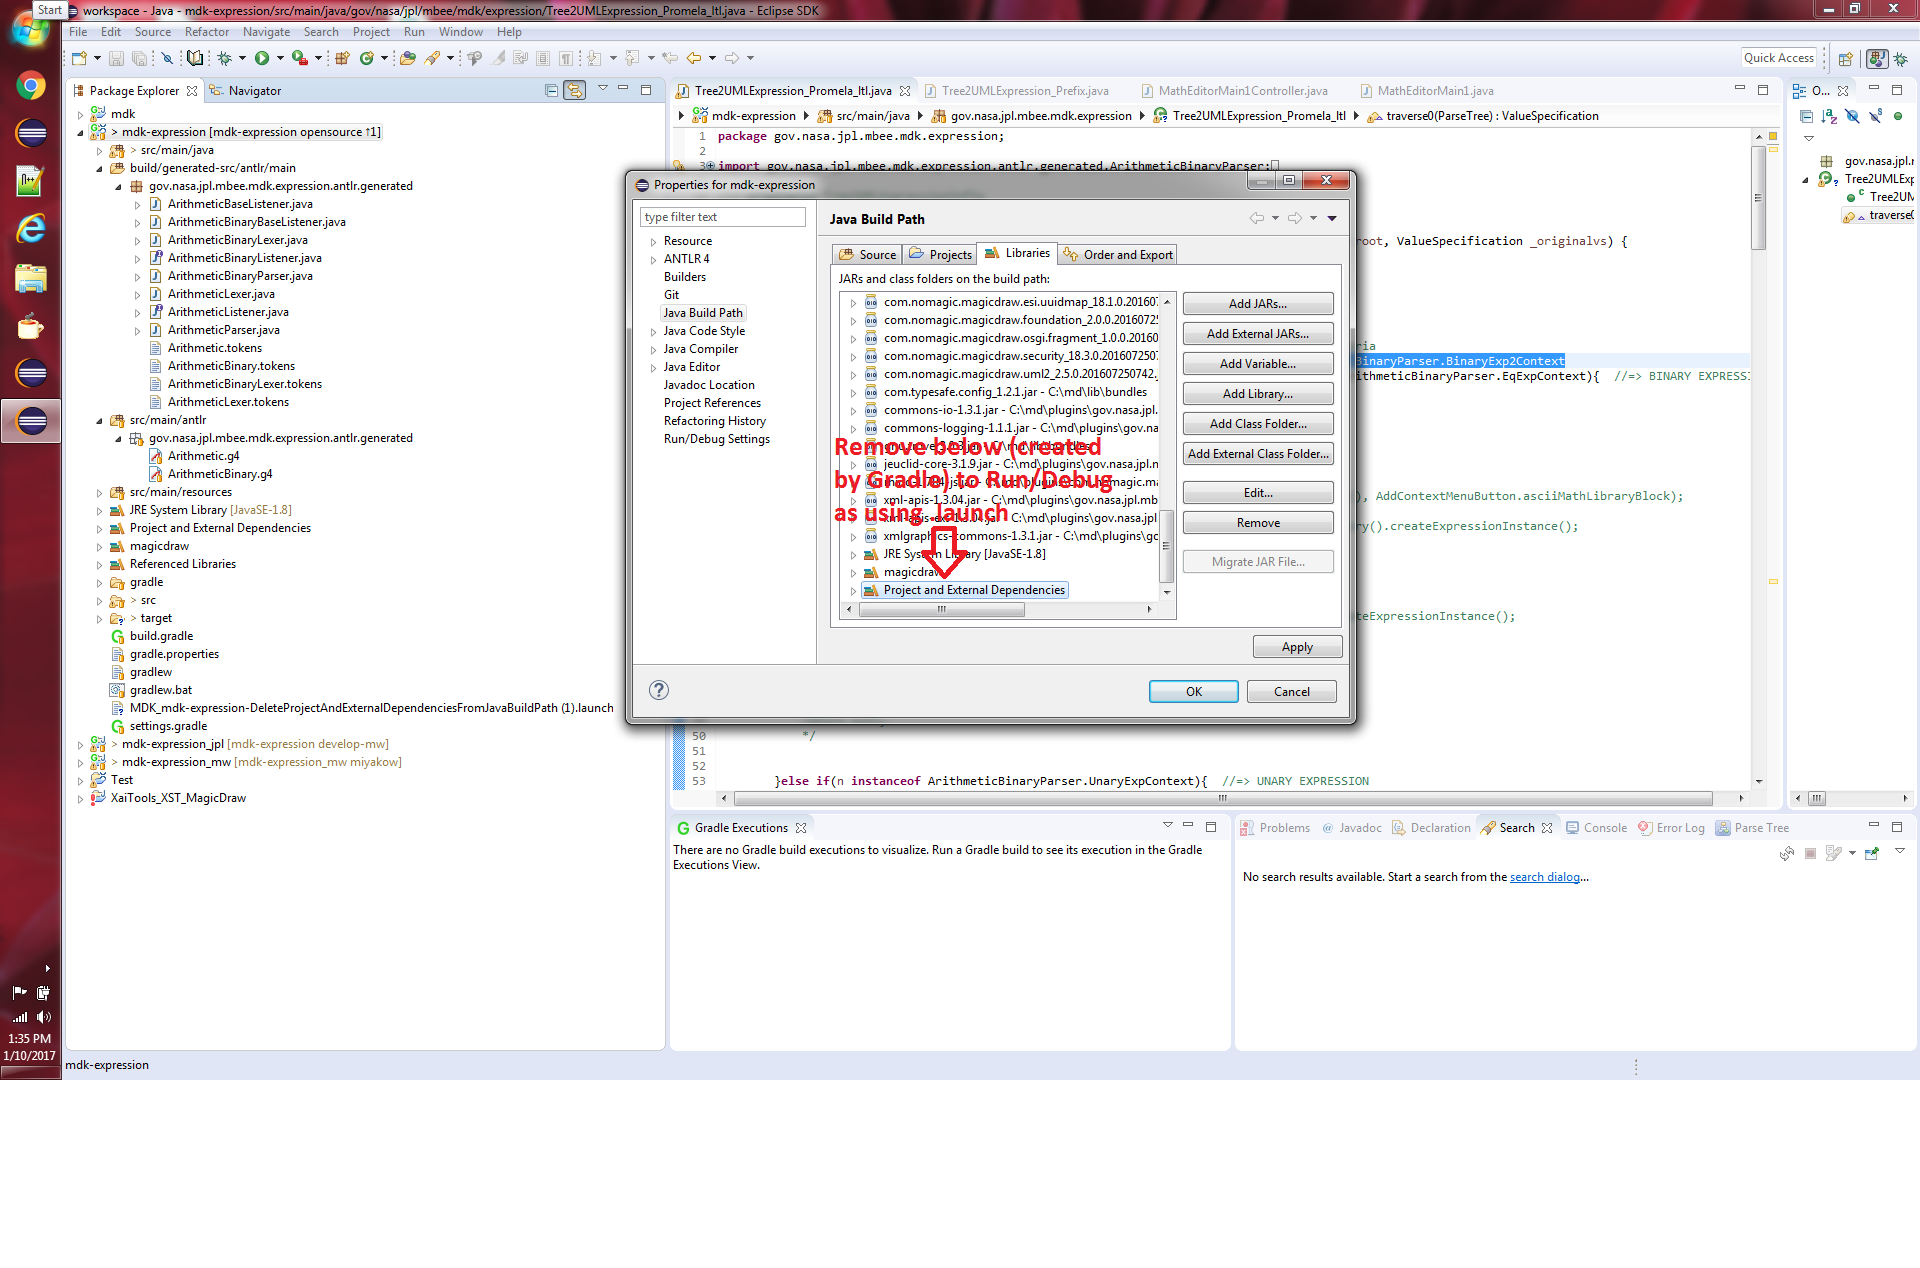 Start
workspace - Java - mdk-expression/src/main/java/gov/nasa/jpl/mbee/mdk/expression/Tree2UMLExpression_Promela_ltl.java - Eclipse SDK
File Edit Source Refactor Navigate Search Project Run Window Help
Quick Access
Package Explorer
Navigator
mdk
> mdk-expression [mdk-expression opensource ↑1]
> src/main/java
build/generated-src/antlr/main
gov.nasa.jpl.mbee.mdk.expression.antlr.generated
ArithmeticBaseListener.java
ArithmeticBinaryBaseListener.java
ArithmeticBinaryLexer.java
ArithmeticBinaryListener.java
ArithmeticBinaryParser.java
ArithmeticLexer.java
ArithmeticListener.java
ArithmeticParser.java
Arithmetic.tokens
ArithmeticBinary.tokens
ArithmeticBinaryLexer.tokens
ArithmeticLexer.tokens
src/main/antlr
gov.nasa.jpl.mbee.mdk.expression.antlr.generated
Arithmetic.g4
ArithmeticBinary.g4
src/main/resources
JRE System Library [JavaSE-1.8]
Project and External Dependencies
magicdraw
Referenced Libraries
gradle
> src
> target
build.gradle
gradle.properties
gradlew
gradlew.bat
MDK_mdk-expression-DeleteProjectAndExternalDependenciesFromJavaBuildPath (1).launch
settings.gradle
> mdk-expression_jpl [mdk-expression develop-mw]
> mdk-expression_mw [mdk-expression_mw miyakow]
Test
XaiTools_XST_MagicDraw
Tree2UMLExpression_Promela_ltl.java
Tree2UMLExpression_Prefix.java
MathEditorMain1Controller.java
MathEditorMain1.java
mdk-expression
src/main/java
gov.nasa.jpl.mbee.mdk.expression
Tree2UMLExpression_Promela_ltl
traverse0(ParseTree) : ValueSpecification
1 package gov.nasa.jpl.mbee.mdk.expression;
2
3 import gov.nasa.jpl.mbee.mdk.expression.antlr.generated.ArithmeticBinaryParser;
root, ValueSpecification _originalvs) {
ria
BinaryParser.BinaryExp2Context
ithmeticBinaryParser.EqExpContext){ //=> BINARY EXPRESSI
), AddContextMenuButton.asciiMathLibraryBlock);
ry().createExpressionInstance();
teExpressionInstance();
50 */
51
52
53 }else if(n instanceof ArithmeticBinaryParser.UnaryExpContext){ //=> UNARY EXPRESSION
Properties for mdk-expression
type filter text
Resource
ANTLR 4
Builders
Git
Java Build Path
Java Code Style
Java Compiler
Java Editor
Javadoc Location
Project References
Refactoring History
Run/Debug Settings
Java Build Path
Source Projects Libraries Order and Export
JARs and class folders on the build path:
com.nomagic.magicdraw.esi.uuidmap_18.1.0.20160
com.nomagic.magicdraw.foundation_2.0.0.2016072
com.nomagic.magicdraw.osgi.fragment_1.0.0.20160
com.nomagic.magicdraw.security_18.3.0.201607250
com.nomagic.magicdraw.uml2_2.5.0.201607250742.
com.typesafe.config_1.2.1.jar - C:\md\lib\bundles
commons-io-1.3.1.jar - C:\md\plugins\gov.nasa.jpl.
commons-logging-1.1.1.jar - C:\md\plugins\gov.na
jeuclid-core-3.1.9.jar - C:\md\plugins\gov.nasa.jpl.
xml-apis-1.3.04.jar - C:\md\plugins\gov.nasa.jpl.mb
xml-apis-ext-1.3.04.jar - C:\md\plugins\gov.nasa.jpl
xmlgraphics-commons-1.3.1.jar - C:\md\plugins\go
JRE System Library [JavaSE-1.8]
magicdraw
Project and External Dependencies
Remove below (created
by Gradle) to Run/Debug
as using .launch
Add JARs...
Add External JARs...
Add Variable...
Add Library...
Add Class Folder...
Add External Class Folder...
Edit...
Remove
Migrate JAR File...
Apply
OK
Cancel
O...
gov.nasa.jpl.
Tree2UMLExp
Tree2UM
traverse0
Gradle Executions
There are no Gradle build executions to visualize. Run a Gradle build to see its execution in the Gradle
Executions View.
Problems Javadoc Declaration Search Console Error Log Parse Tree
No search results available. Start a search from the search dialog...
1:35 PM
1/10/2017
mdk-expression